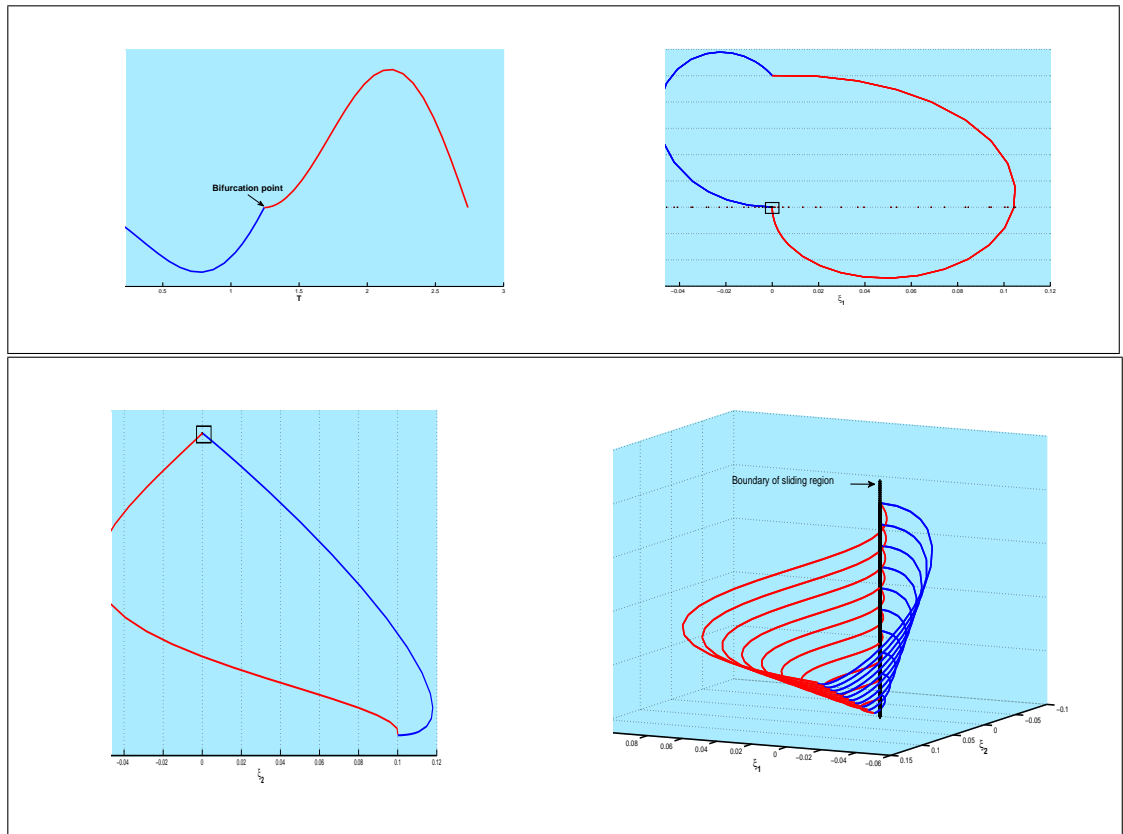 Bifurcation point
0.5 1 1.5 2 2.5 3
T
−0.04 −0.02 0 0.02 0.04 0.06 0.08 0.1 0.12
ξ1
−0.04 −0.02 0 0.02 0.04 0.06 0.08 0.1 0.12
ξ2
Boundary of sliding region
0.08 0.06 0.04 0.02 0 −0.02 −0.04 −0.06
ξ1
0.15 0.1 0.05 0 −0.05 −0.1
ξ2